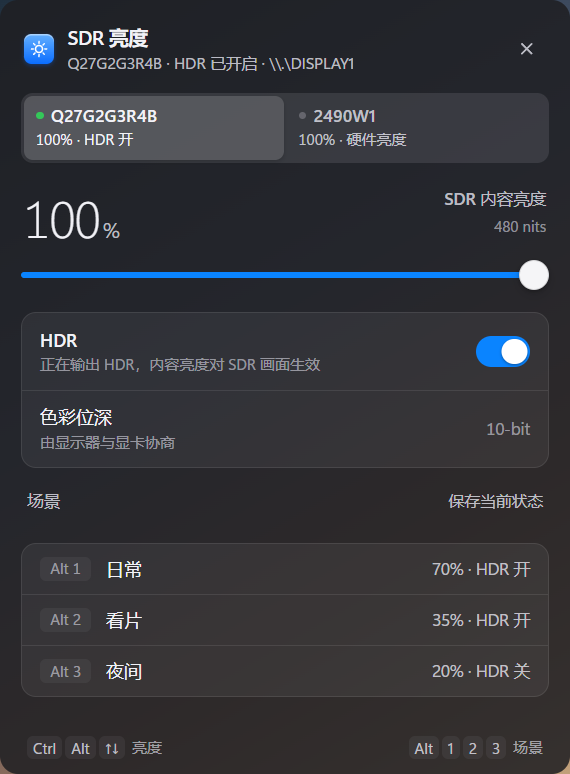 SDR 亮度
Q27G2G3R4B · HDR 已开启 · \\.\DISPLAY1
Q27G2G3R4B
100% · HDR 开
2490W1
100% · 硬件亮度
100%
SDR 内容亮度
480 nits
HDR
正在输出 HDR，内容亮度对 SDR 画面生效
色彩位深
由显示器与显卡协商
10-bit
场景 保存当前状态
Alt 1 日常 70% · HDR 开
Alt 2 看片 35% · HDR 开
Alt 3 夜间 20% · HDR 关
Ctrl Alt ↑↓ 亮度 Alt 1 2 3 场景